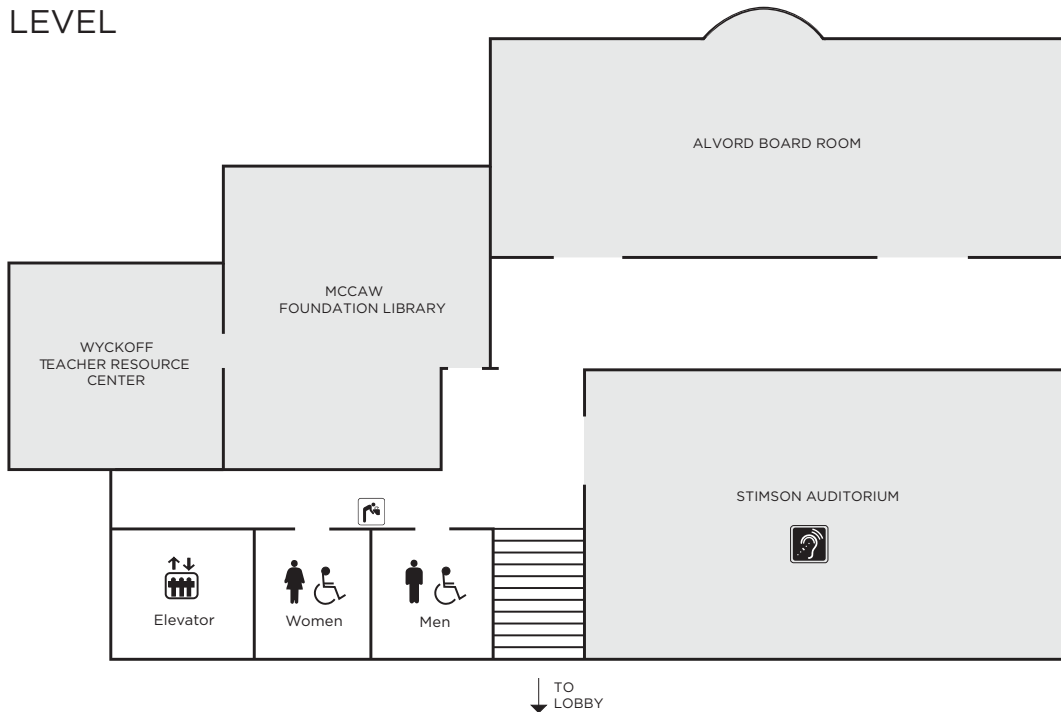 LEVEL
ALVORD BOARD ROOM
MCCAW
FOUNDATION LIBRARY
WYCKOFF
TEACHER RESOURCE
CENTER
STIMSON AUDITORIUM
Elevator
Women
Men
TO
LOBBY